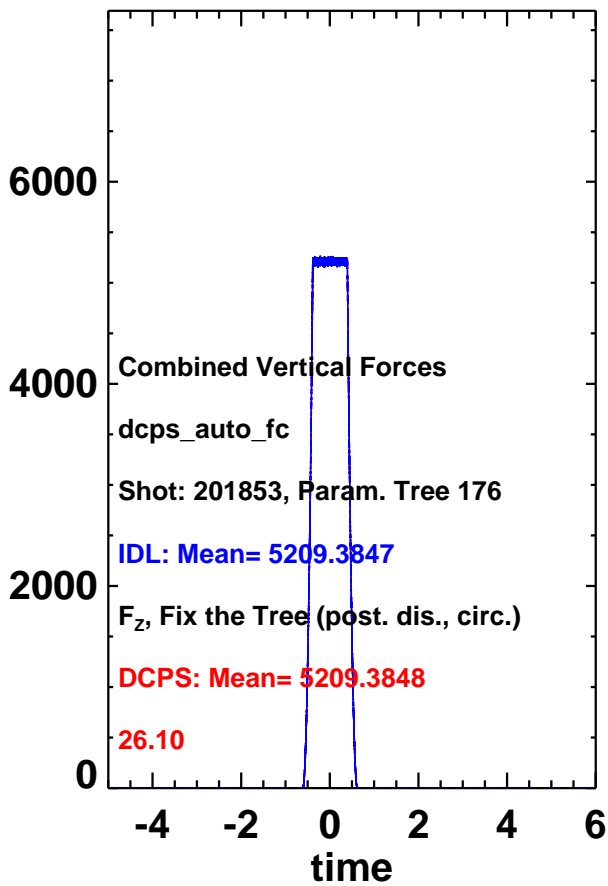 6000
4000
2000
0
Combined Vertical Forces
dcps_auto_fc
Shot: 201853, Param. Tree 176
IDL: Mean= 5209.3847
F_Z, Fix the Tree (post. dis., circ.)
DCPS: Mean= 5209.3848
26.10
-4 -2 0 2 4 6
time